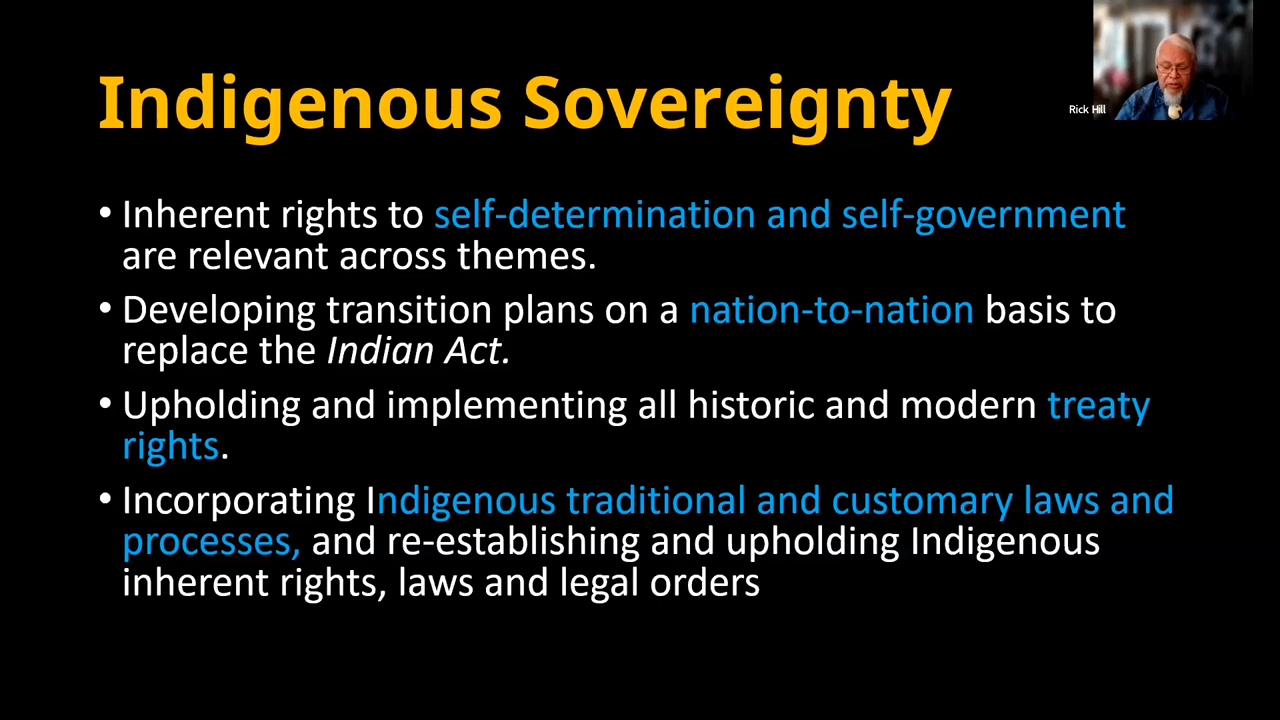 Indigenous Sovereignty
Rick Hill
• Inherent rights to self-determination and self-government
are relevant across themes.
• Developing transition plans on a nation-to-nation basis to
replace the Indian Act.
• Upholding and implementing all historic and modern treaty
rights.
• Incorporating Indigenous traditional and customary laws and
processes, and re-establishing and upholding Indigenous
inherent rights, laws and legal orders